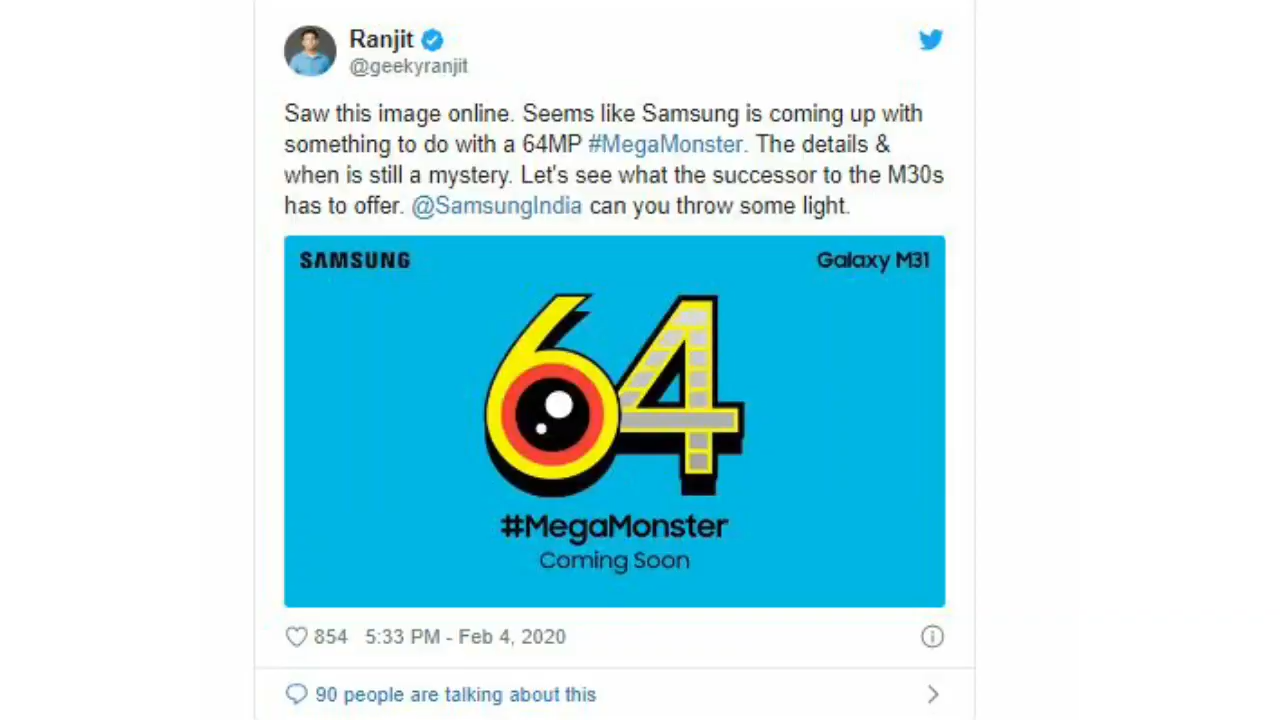 Ranjit
@geekyranjit
Saw this image online. Seems like Samsung is coming up with
something to do with a 64MP #MegaMonster. The details &
when is still a mystery. Let's see what the successor to the M30s
has to offer. @SamsungIndia can you throw some light.
SAMSUNG
Galaxy M31
64
#MegaMonster
Coming Soon
854 5:33 PM - Feb 4, 2020
90 people are talking about this